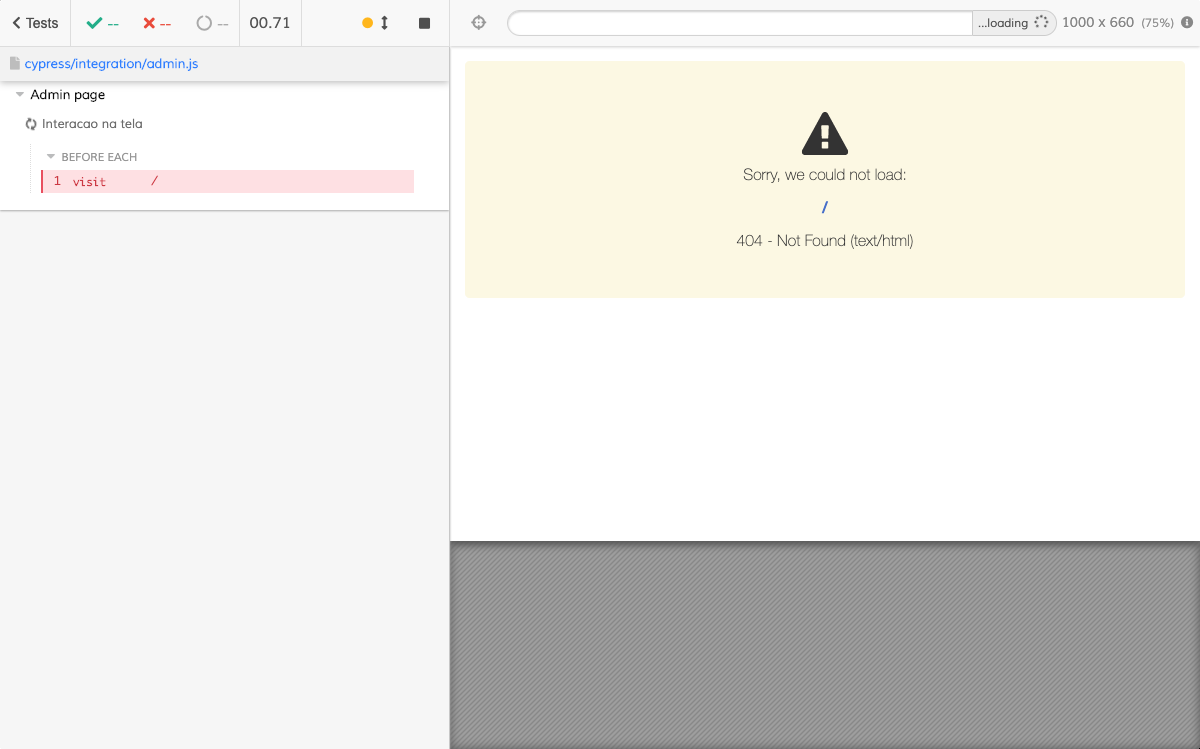 Tests
--
--
--
00.71
...loading
1000 x 660 (75%)
cypress/integration/admin.js
Admin page
Interacao na tela
BEFORE EACH
1 visit /
Sorry, we could not load:
/
404 - Not Found (text/html)